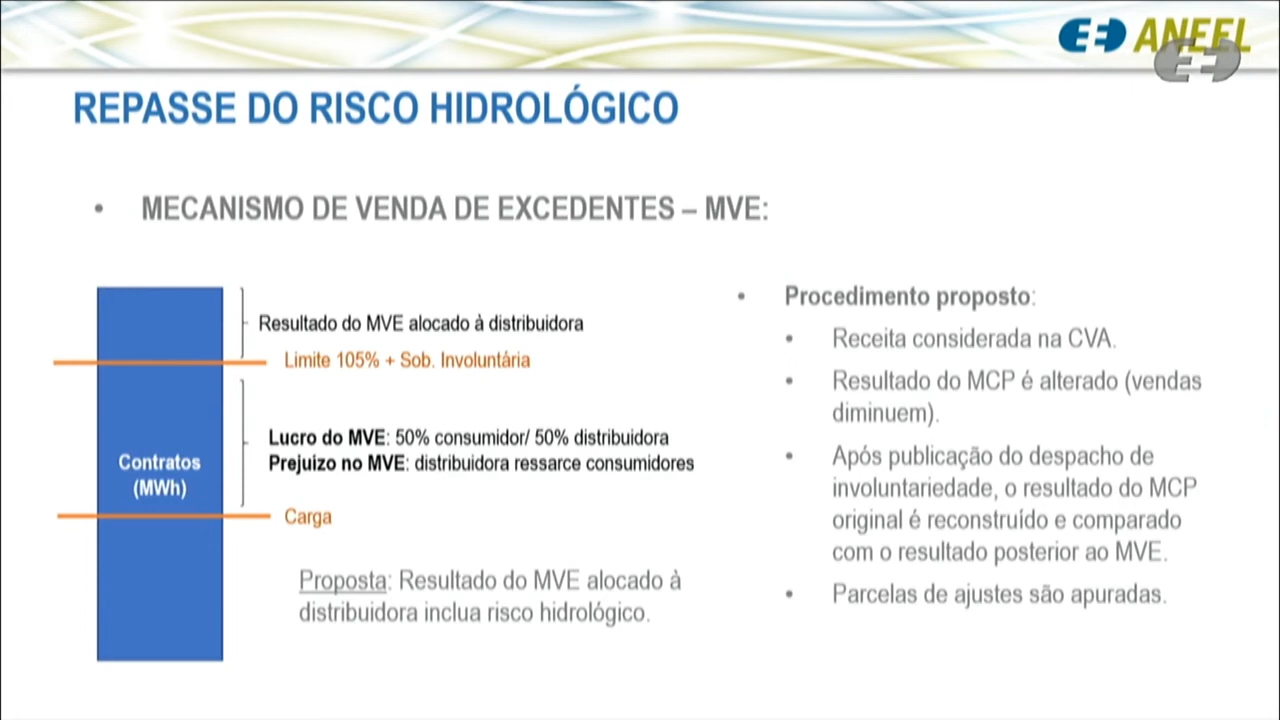 ANEEL
REPASSE DO RISCO HIDROLÓGICO
• MECANISMO DE VENDA DE EXCEDENTES – MVE:
Resultado do MVE alocado à distribuidora
Limite 105% + Sob. Involuntária
Lucro do MVE: 50% consumidor/ 50% distribuidora
Prejuízo no MVE: distribuidora ressarce consumidores
Contratos
(MWh)
Carga
Proposta: Resultado do MVE alocado à
distribuidora inclua risco hidrológico.
• Procedimento proposto:
• Receita considerada na CVA.
• Resultado do MCP é alterado (vendas
diminuem).
• Após publicação do despacho de
involuntariedade, o resultado do MCP
original é reconstruído e comparado
com o resultado posterior ao MVE.
• Parcelas de ajustes são apuradas.